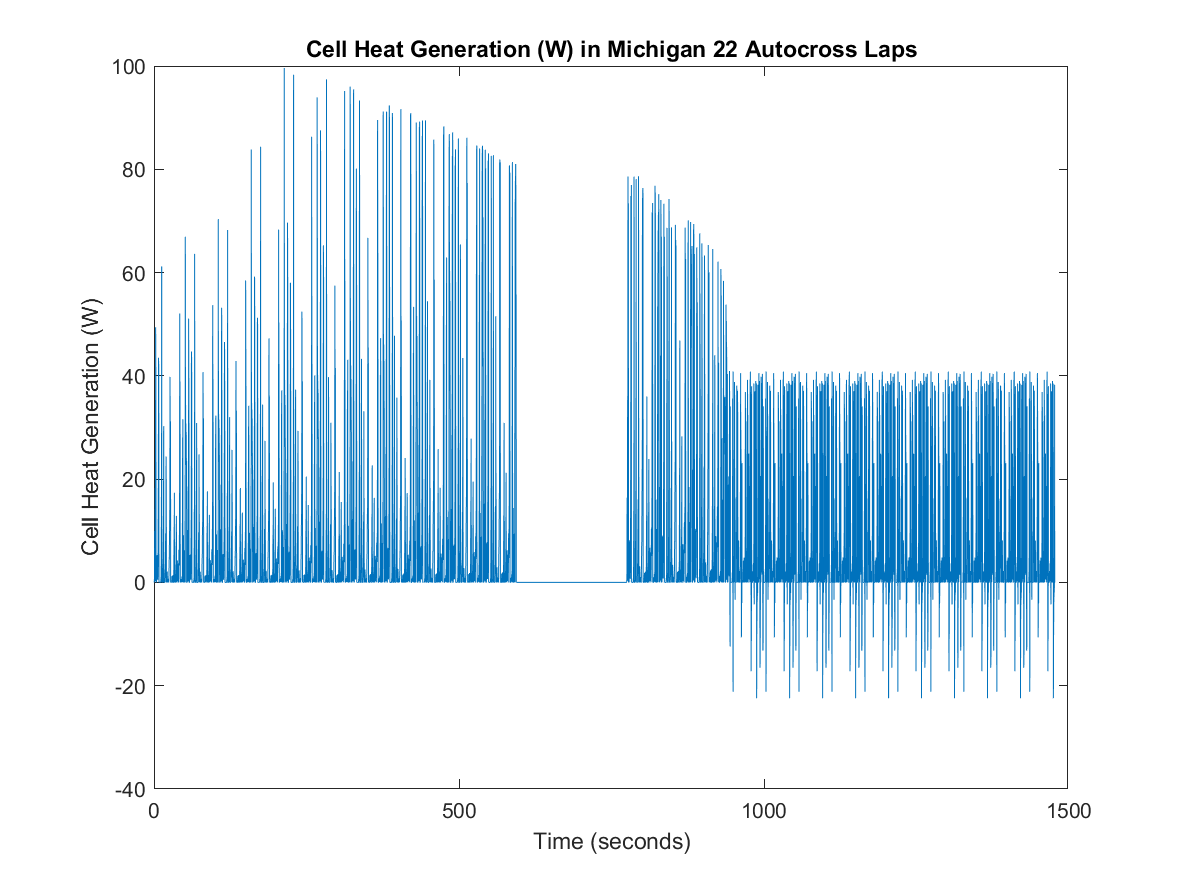 Cell Heat Generation (W) in Michigan 22 Autocross Laps
100
80
60
40
20
0
-20
-40
Cell Heat Generation (W)
0 500 1000 1500
Time (seconds)